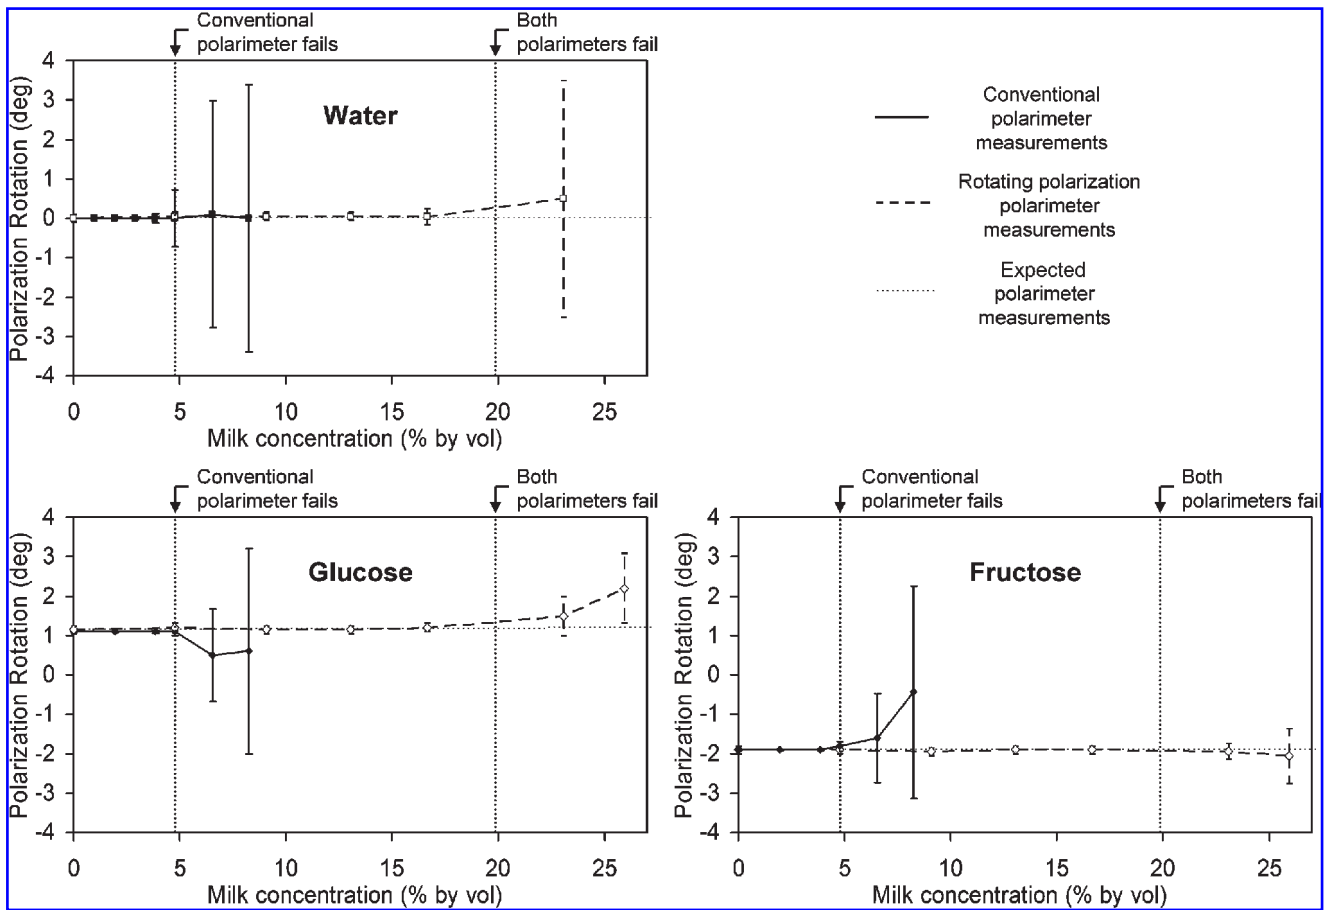 Conventional
polarimeter fails
Both
polarimeters fail
Water
Polarization Rotation (deg)
4
3
2
1
0
-1
-2
-3
-4
0 5 10 15 20 25
Milk concentration (% by vol)
Conventional
polarimeter
measurements
Rotating polarization
polarimeter
measurements
Expected
polarimeter
measurements
Conventional
polarimeter fails
Both
polarimeters fail
Glucose
Polarization Rotation (deg)
4
3
2
1
0
-1
-2
-3
-4
0 5 10 15 20 25
Milk concentration (% by vol)
Conventional
polarimeter fails
Both
polarimeters fail
Fructose
Polarization Rotation (deg)
4
3
2
1
0
-1
-2
-3
-4
0 5 10 15 20 25
Milk concentration (% by vol)